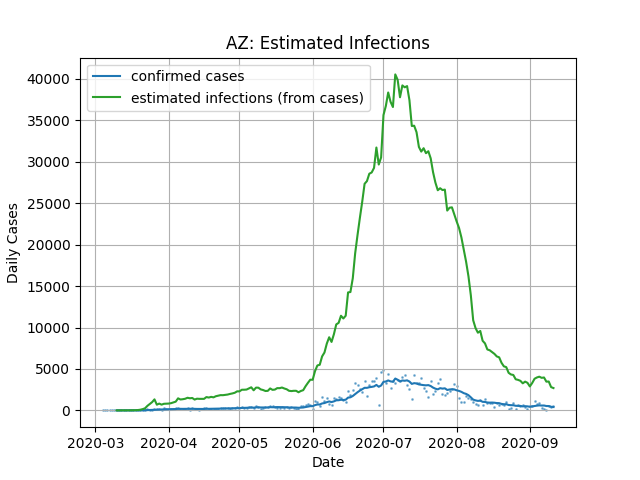 AZ: Estimated Infections
confirmed cases
estimated infections (from cases)
40000
35000
30000
25000
20000
15000
10000
5000
0
Daily Cases
2020-03 2020-04 2020-05 2020-06 2020-07 2020-08 2020-09
Date